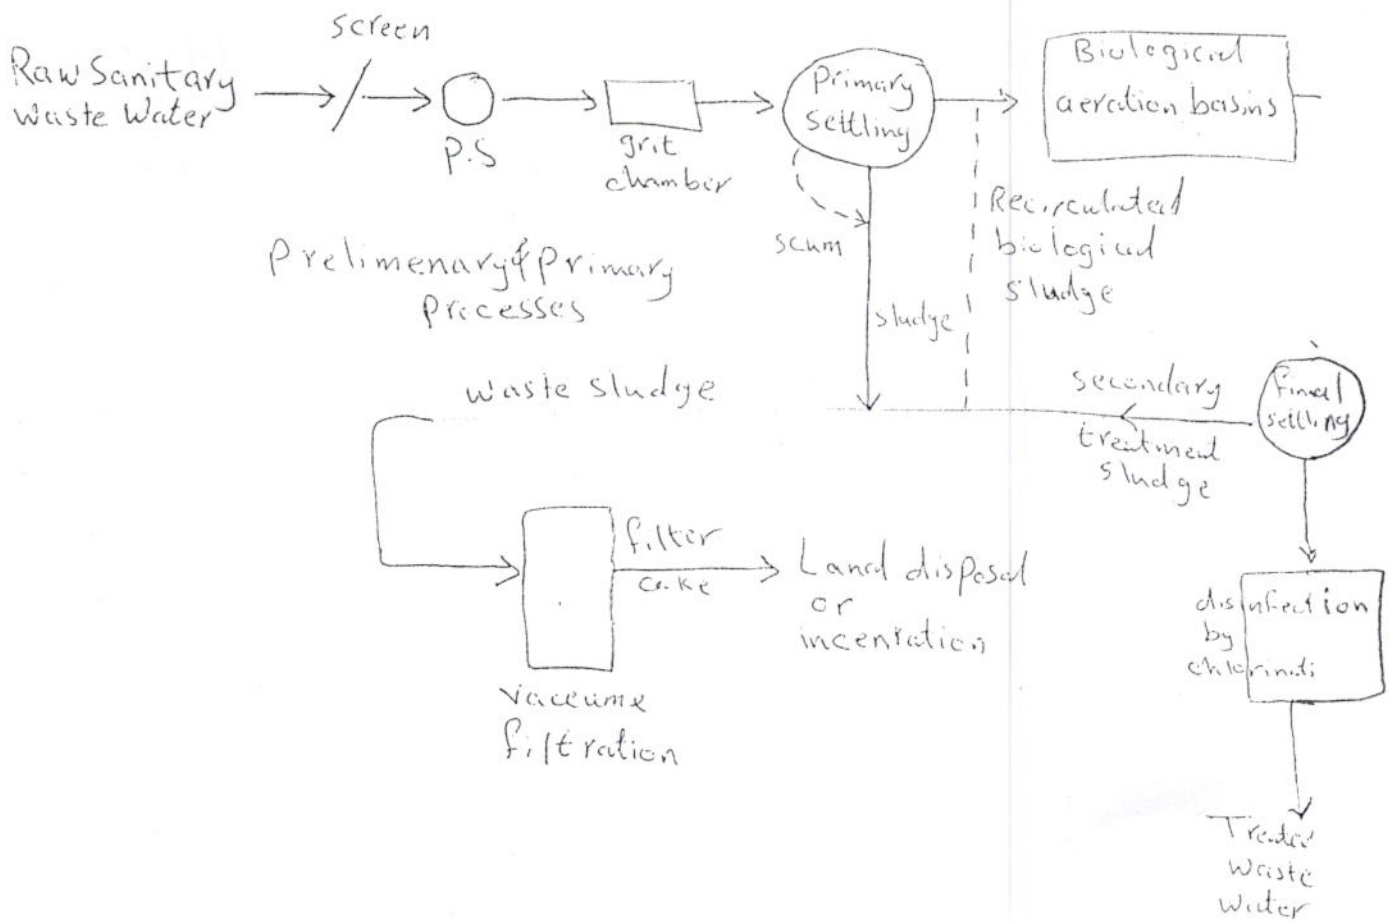 screen
Raw Sanitary
Waste Water
P.S
grit
chamber
Primary
settling
Biological
aeration basins
scum
sludge
Recirculated
biological
sludge
Prelimenary & Primary
Processes
waste sludge
secondary
treatment
sludge
final
settling
filter
cake
Land disposal
or
incenration
vaceume
filtration
disinfection
by
chlorinati
Treated
waste
water